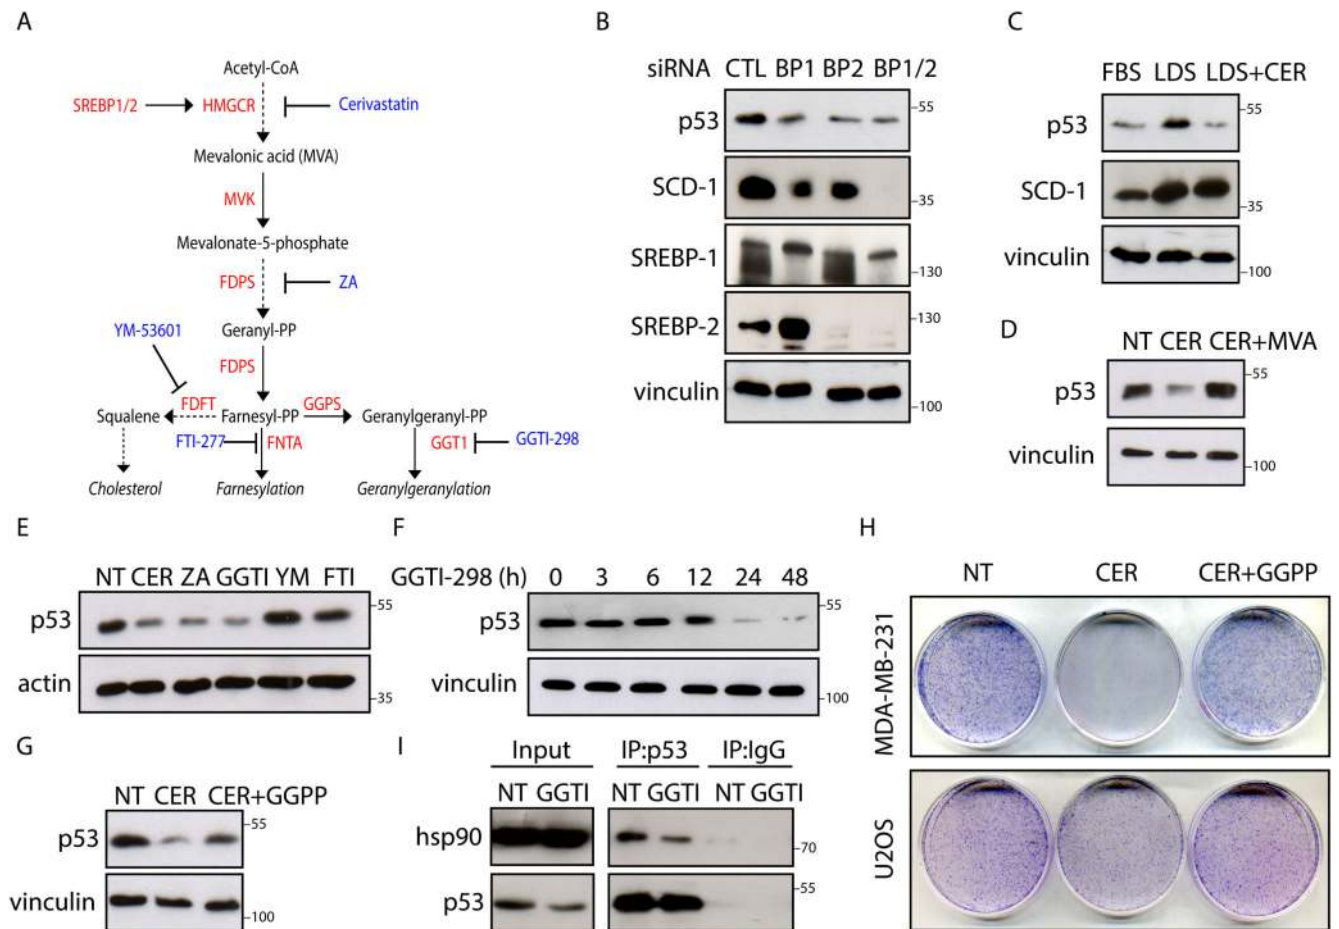 A
Acetyl-CoA
SREBP1/2 HMGCR Cerivastatin
Mevalonic acid (MVA)
MVK
Mevalonate-5-phosphate
FDPS ZA
YM-53601 Geranyl-PP
FDPS
FDFT GGPS
Squalene Farnesyl-PP Geranylgeranyl-PP
FTI-277 FNTA GGT1 GGTI-298
Cholesterol Farnesylation Geranylgeranylation
B
siRNA CTL BP1 BP2 BP1/2
p53 -55
SCD-1 -35
SREBP-1 -130
SREBP-2 -130
vinculin -100
C
FBS LDS LDS+CER
p53 -55
SCD-1 -35
vinculin -100
D
NT CER CER+MVA
p53 -55
vinculin -100
E
NT CER ZA GGTI YM FTI
p53 -55
actin -35
F
GGTI-298 (h) 0 3 6 12 24 48
p53 -55
vinculin -100
G
NT CER CER+GGPP
p53 -55
vinculin -100
I
Input IP:p53 IP:IgG
NT GGTI NT GGTI NT GGTI
hsp90 -70
p53 -55
H
NT CER CER+GGPP
MDA-MB-231
U2OS